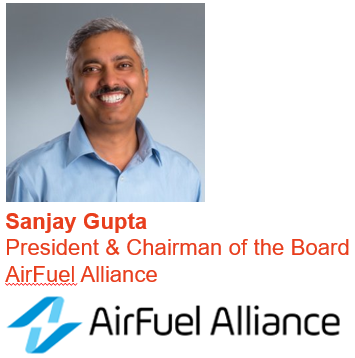 Sanjay Gupta
President & Chairman of the Board
AirFuel Alliance
AirFuel Alliance